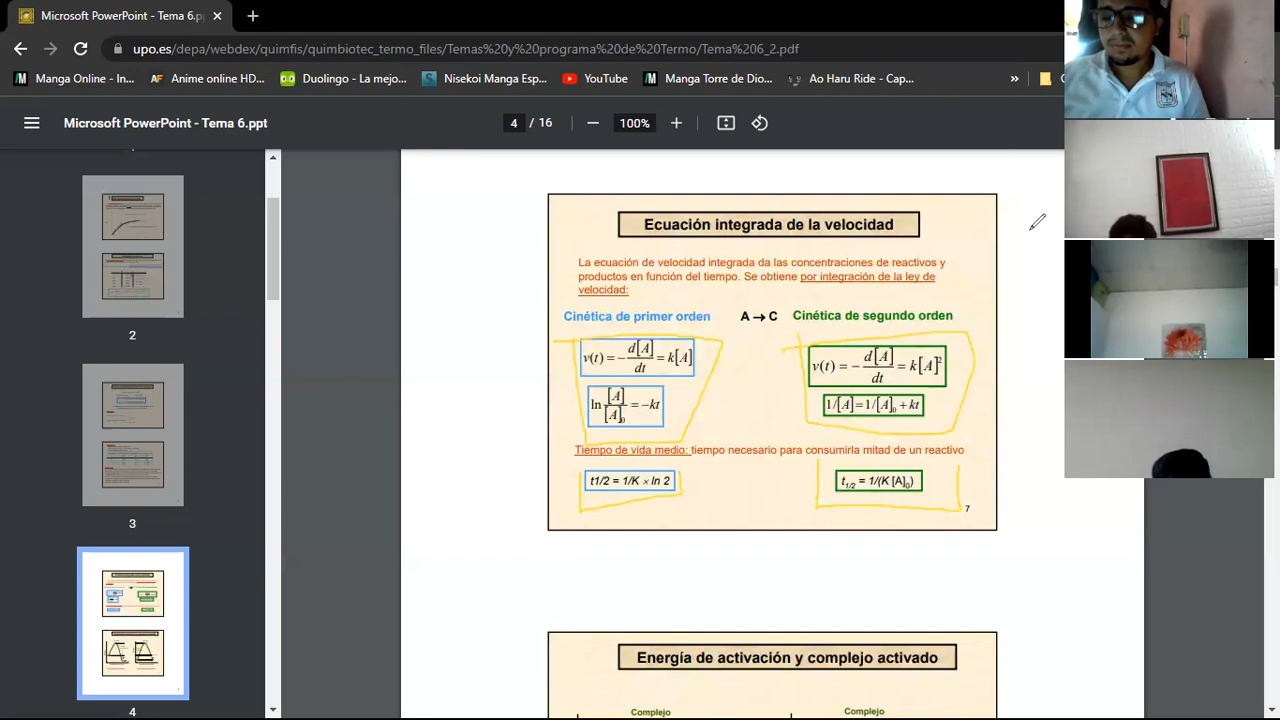 Microsoft PowerPoint - Tema 6.p
upo.es/depa/webdex/quimfis/quimbiotec_termo_files/Temas%20y%20programa%20de%20Termo/Tema%206_2.pdf
Manga Online - In...
Anime online HD...
Duolingo - La mejo...
Nisekoi Manga Esp...
YouTube
Manga Torre de Dio...
Ao Haru Ride - Cap...
»
Microsoft PowerPoint - Tema 6.ppt
4 / 16
100%
2
3
4
Ecuación integrada de la velocidad
La ecuación de velocidad integrada da las concentraciones de reactivos y
productos en función del tiempo. Se obtiene por integración de la ley de
velocidad:
Cinética de primer orden A → C Cinética de segundo orden
v(t) = - d[A]/dt = k[A]
ln [A]/[A]₀ = -kt
v(t) = - d[A]/dt = k[A]²
1/[A]=1/[A]₀ + kt
Tiempo de vida medio: tiempo necesario para consumirla mitad de un reactivo
t1/2 = 1/K × ln 2
t1/2 = 1/(K [A]₀)
7
Energía de activación y complejo activado
Complejo
Complejo